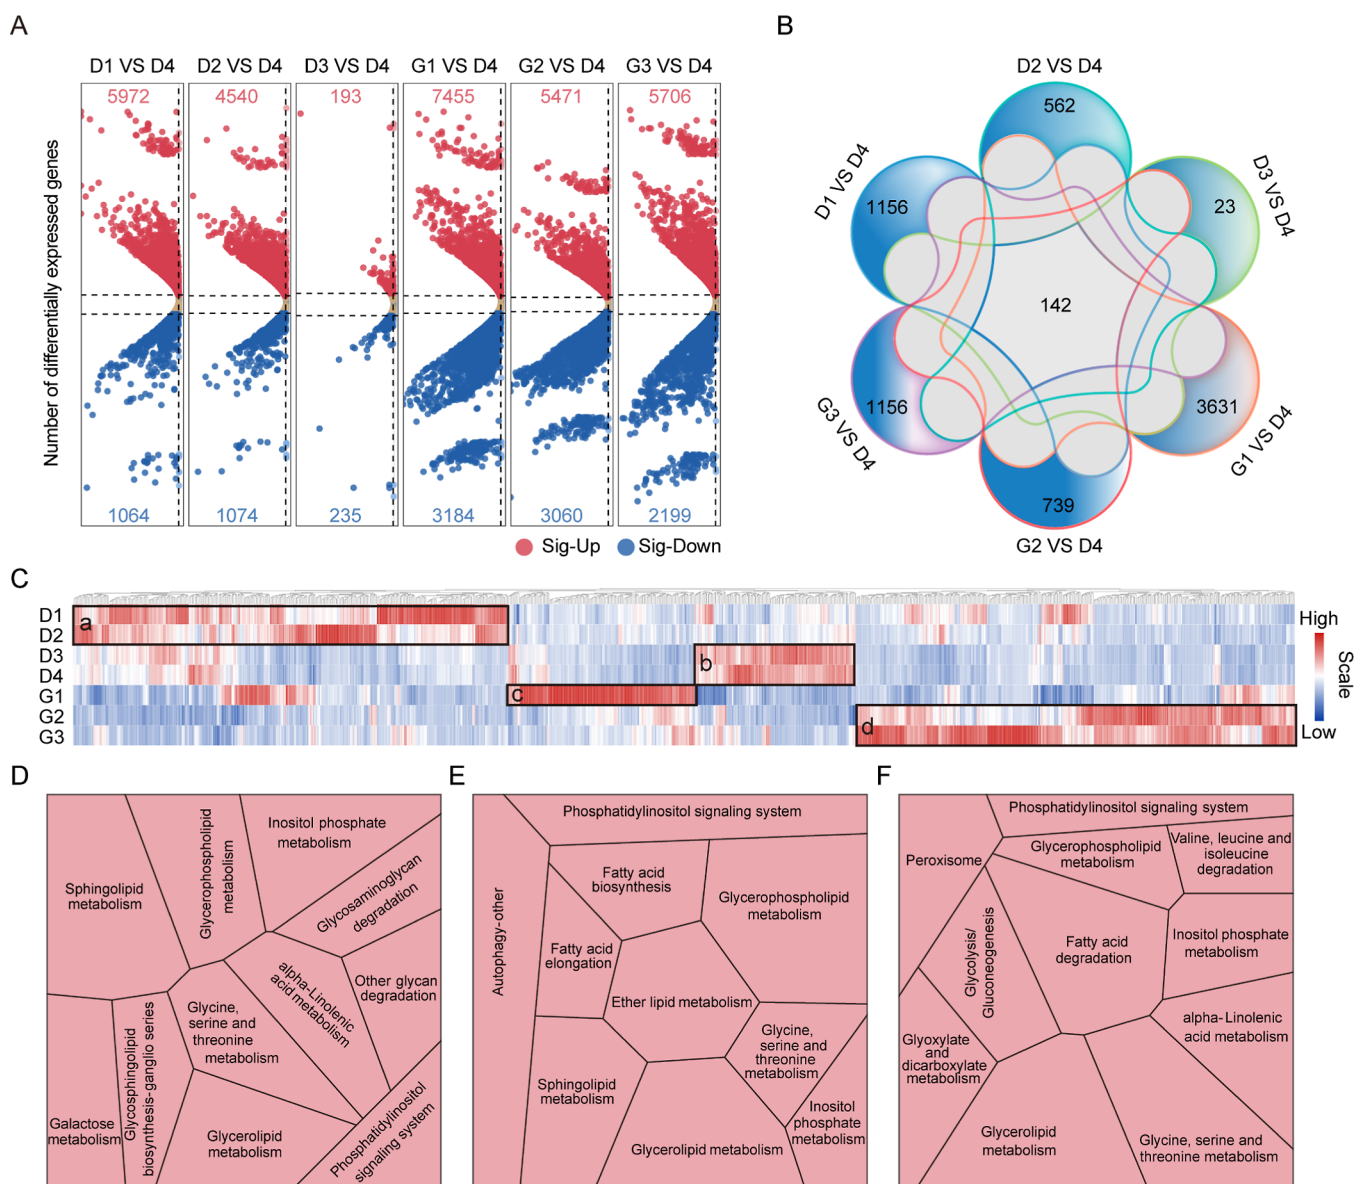 A
D1 VS D4
D2 VS D4
D3 VS D4
G1 VS D4
G2 VS D4
G3 VS D4
5972
4540
193
7455
5471
5706
Number of differentially expressed genes
1064
1074
235
3184
3060
2199
Sig-Up
Sig-Down
B
D2 VS D4
562
D1 VS D4
1156
D3 VS D4
23
142
G3 VS D4
1156
3631
G1 VS D4
739
G2 VS D4
C
D1
D2
D3
D4
G1
G2
G3
a
b
c
d
High
Scale
Low
D
Sphingolipid
metabolism
Glycerophospholipid
metabolism
Inositol phosphate
metabolism
Glycosaminoglycan
degradation
Other glycan
degradation
alpha-Linolenic
acid metabolism
Glycine,
serine and
threonine
metabolism
Galactose
metabolism
Glycosphingolipid
biosynthesis-ganglio series
Glycerolipid
metabolism
Phosphatidylinositol
signaling system
E
Phosphatidylinositol signaling system
Autophagy-other
Fatty acid
biosynthesis
Glycerophospholipid
metabolism
Fatty acid
elongation
Ether lipid metabolism
Glycine,
serine and
threonine
metabolism
Sphingolipid
metabolism
Inositol
phosphate
metabolism
Glycerolipid metabolism
F
Phosphatidylinositol signaling system
Peroxisome
Glycerophospholipid
metabolism
Valine, leucine and
isoleucine
degradation
Glycolysis/
Gluconeogenesis
Fatty acid
degradation
Inositol phosphate
metabolism
alpha-Linolenic
acid metabolism
Glyoxylate
and
dicarboxylate
metabolism
Glycerolipid
metabolism
Glycine, serine and
threonine metabolism